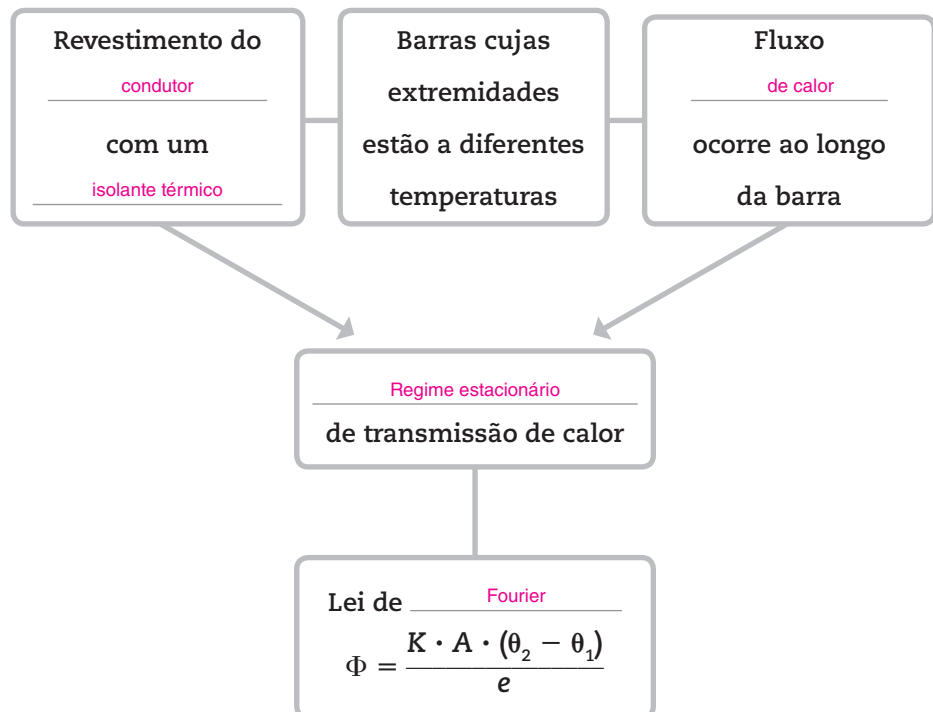 Revestimento do
condutor
com um
isolante térmico
Barras cujas
extremidades
estão a diferentes
temperaturas
Fluxo
de calor
ocorre ao longo
da barra
Regime estacionário
de transmissão de calor
Lei de Fourier
Φ = K · A · (θ₂ − θ₁) / e